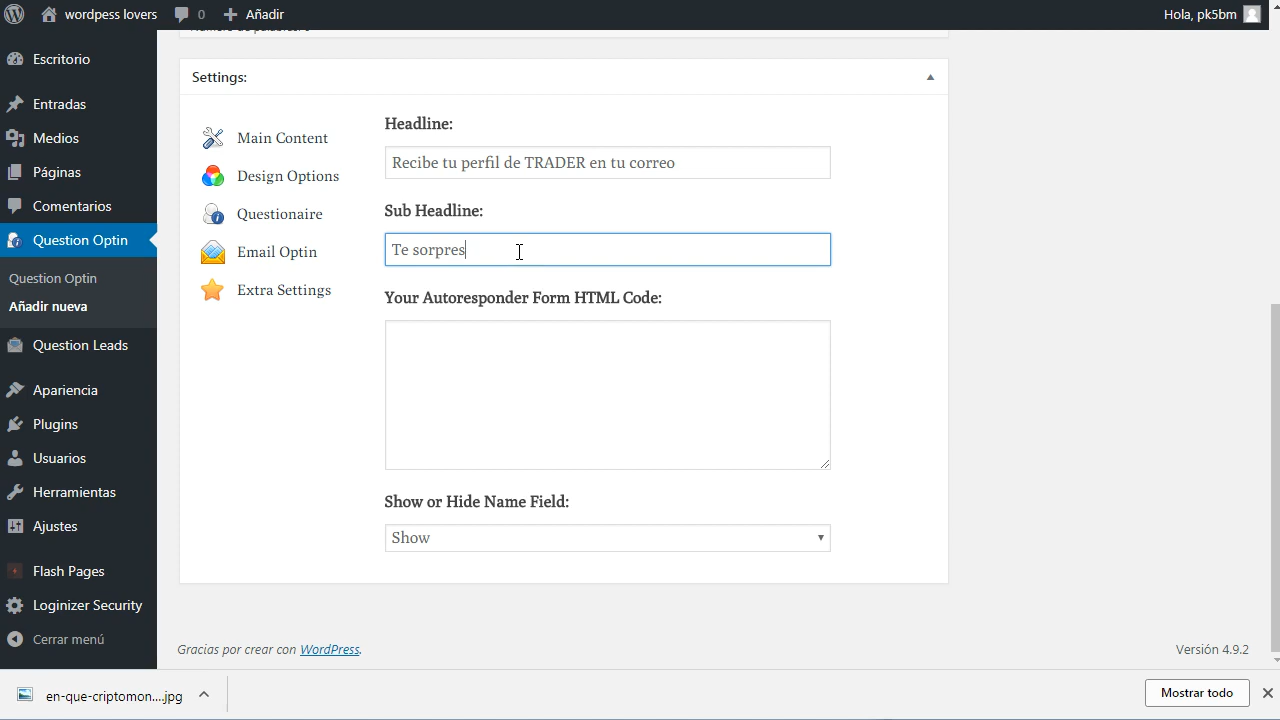 wordpess lovers
0
Añadir
Hola, pk5bm
Escritorio
Entradas
Medios
Páginas
Comentarios
Question Optin
Question Optin
Añadir nueva
Question Leads
Apariencia
Plugins
Usuarios
Herramientas
Ajustes
Flash Pages
Loginizer Security
Cerrar menú
Settings:
Main Content
Design Options
Questionaire
Email Optin
Extra Settings
Headline:
Recibe tu perfil de TRADER en tu correo
Sub Headline:
Te sorpres
Your Autoresponder Form HTML Code:
Show or Hide Name Field:
Show
Gracias por crear con WordPress.
Versión 4.9.2
en-que-criptomon....jpg
Mostrar todo